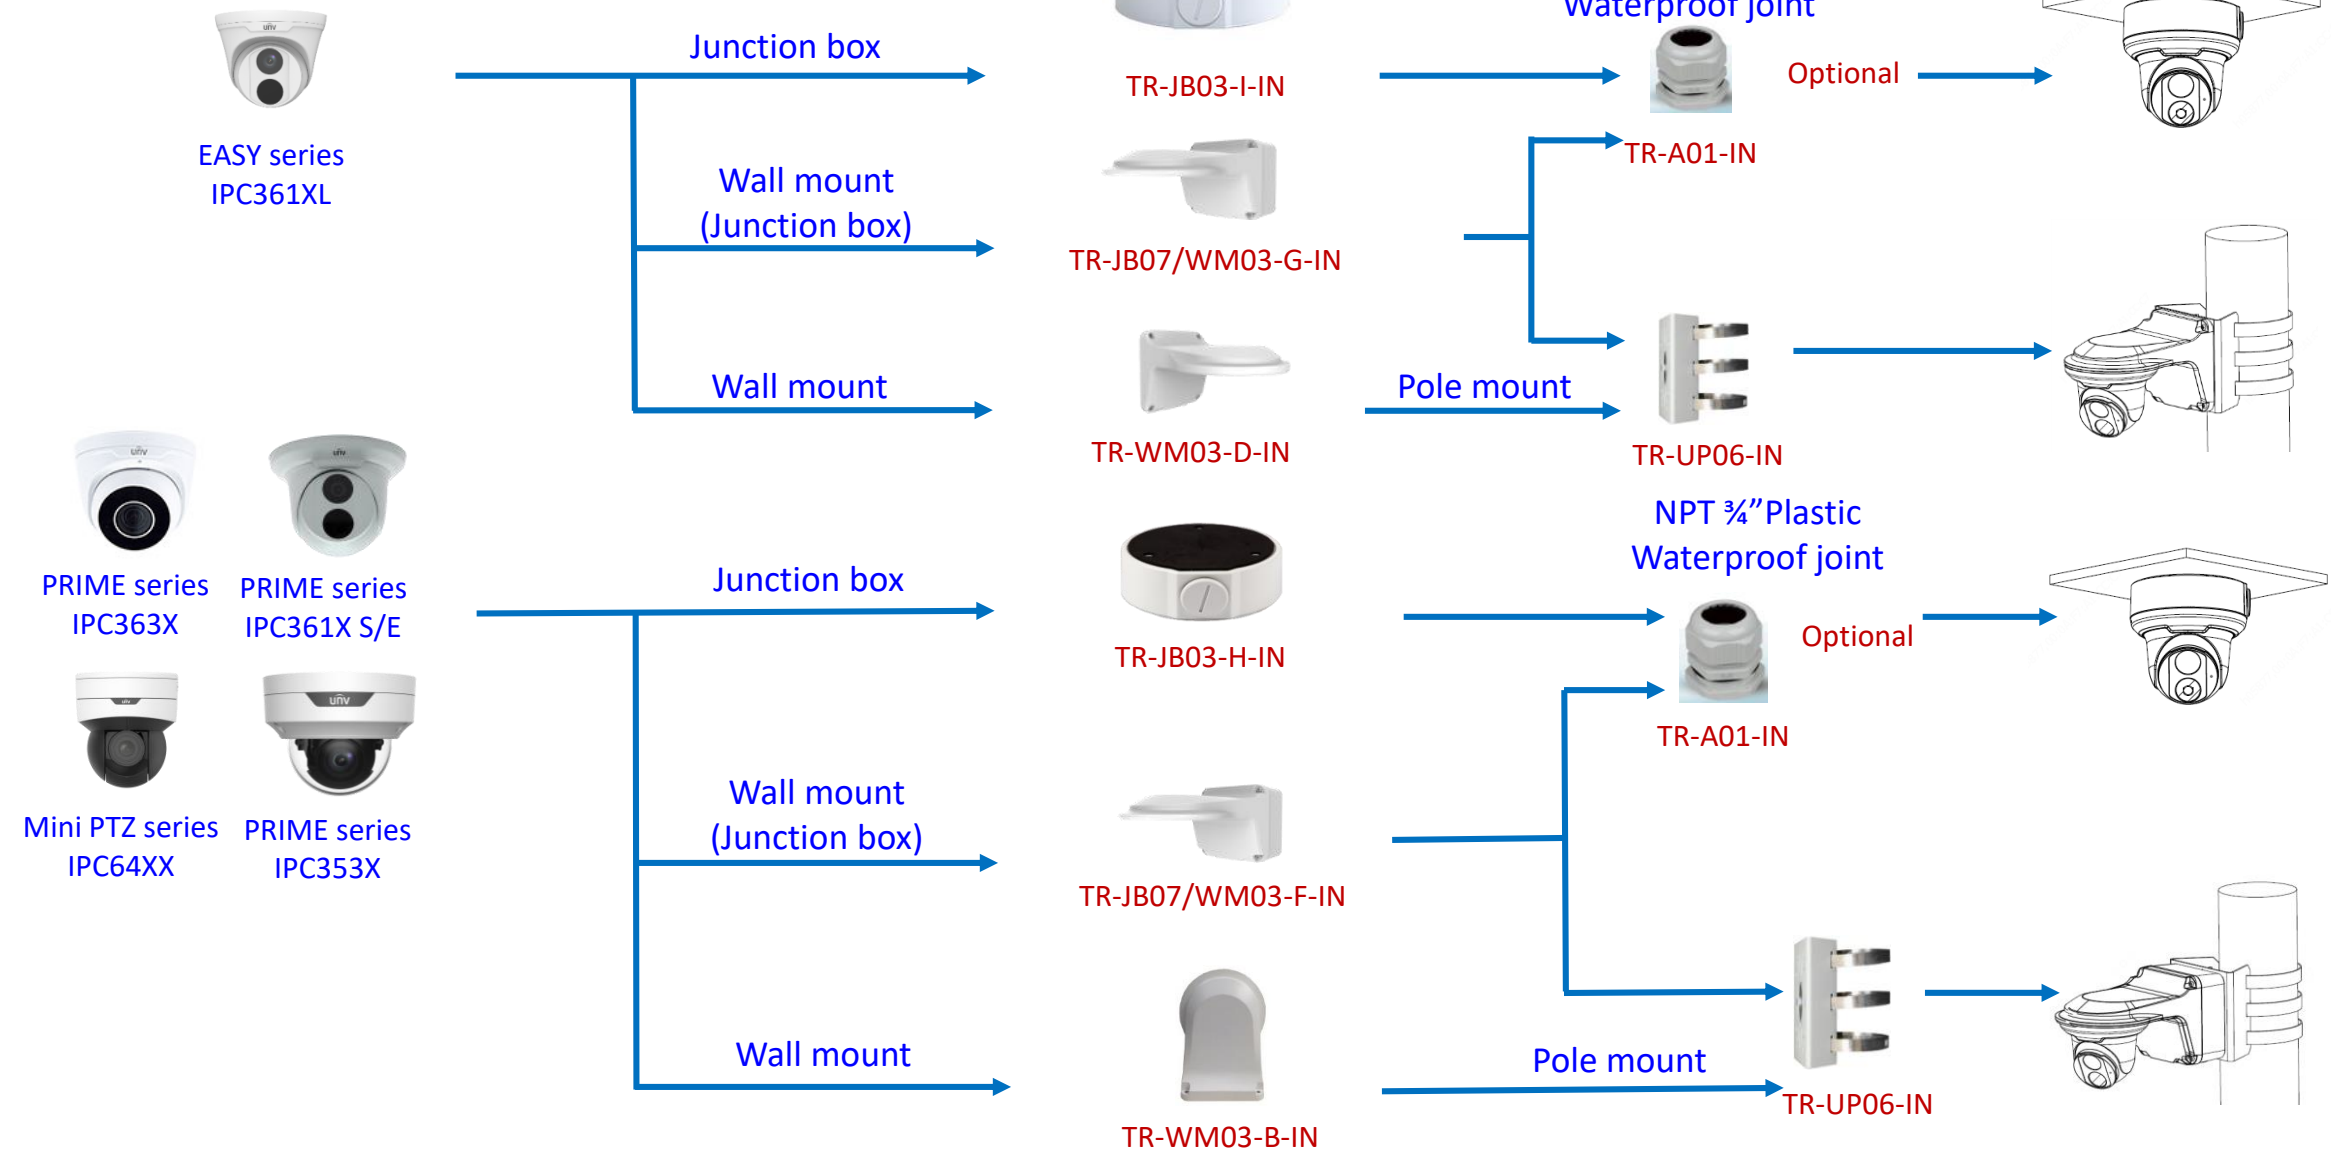 Waterproof joint
Junction box
TR-JB03-I-IN
Optional
EASY series
IPC361XL
TR-A01-IN
Wall mount
(Junction box)
TR-JB07/WM03-G-IN
Wall mount
Pole mount
TR-WM03-D-IN
TR-UP06-IN
NPT ¾”Plastic
Waterproof joint
PRIME series
IPC363X
PRIME series
IPC361X S/E
Junction box
TR-JB03-H-IN
Optional
TR-A01-IN
unv
Mini PTZ series
IPC64XX
PRIME series
IPC353X
Wall mount
(Junction box)
TR-JB07/WM03-F-IN
Wall mount
Pole mount
TR-UP06-IN
TR-WM03-B-IN